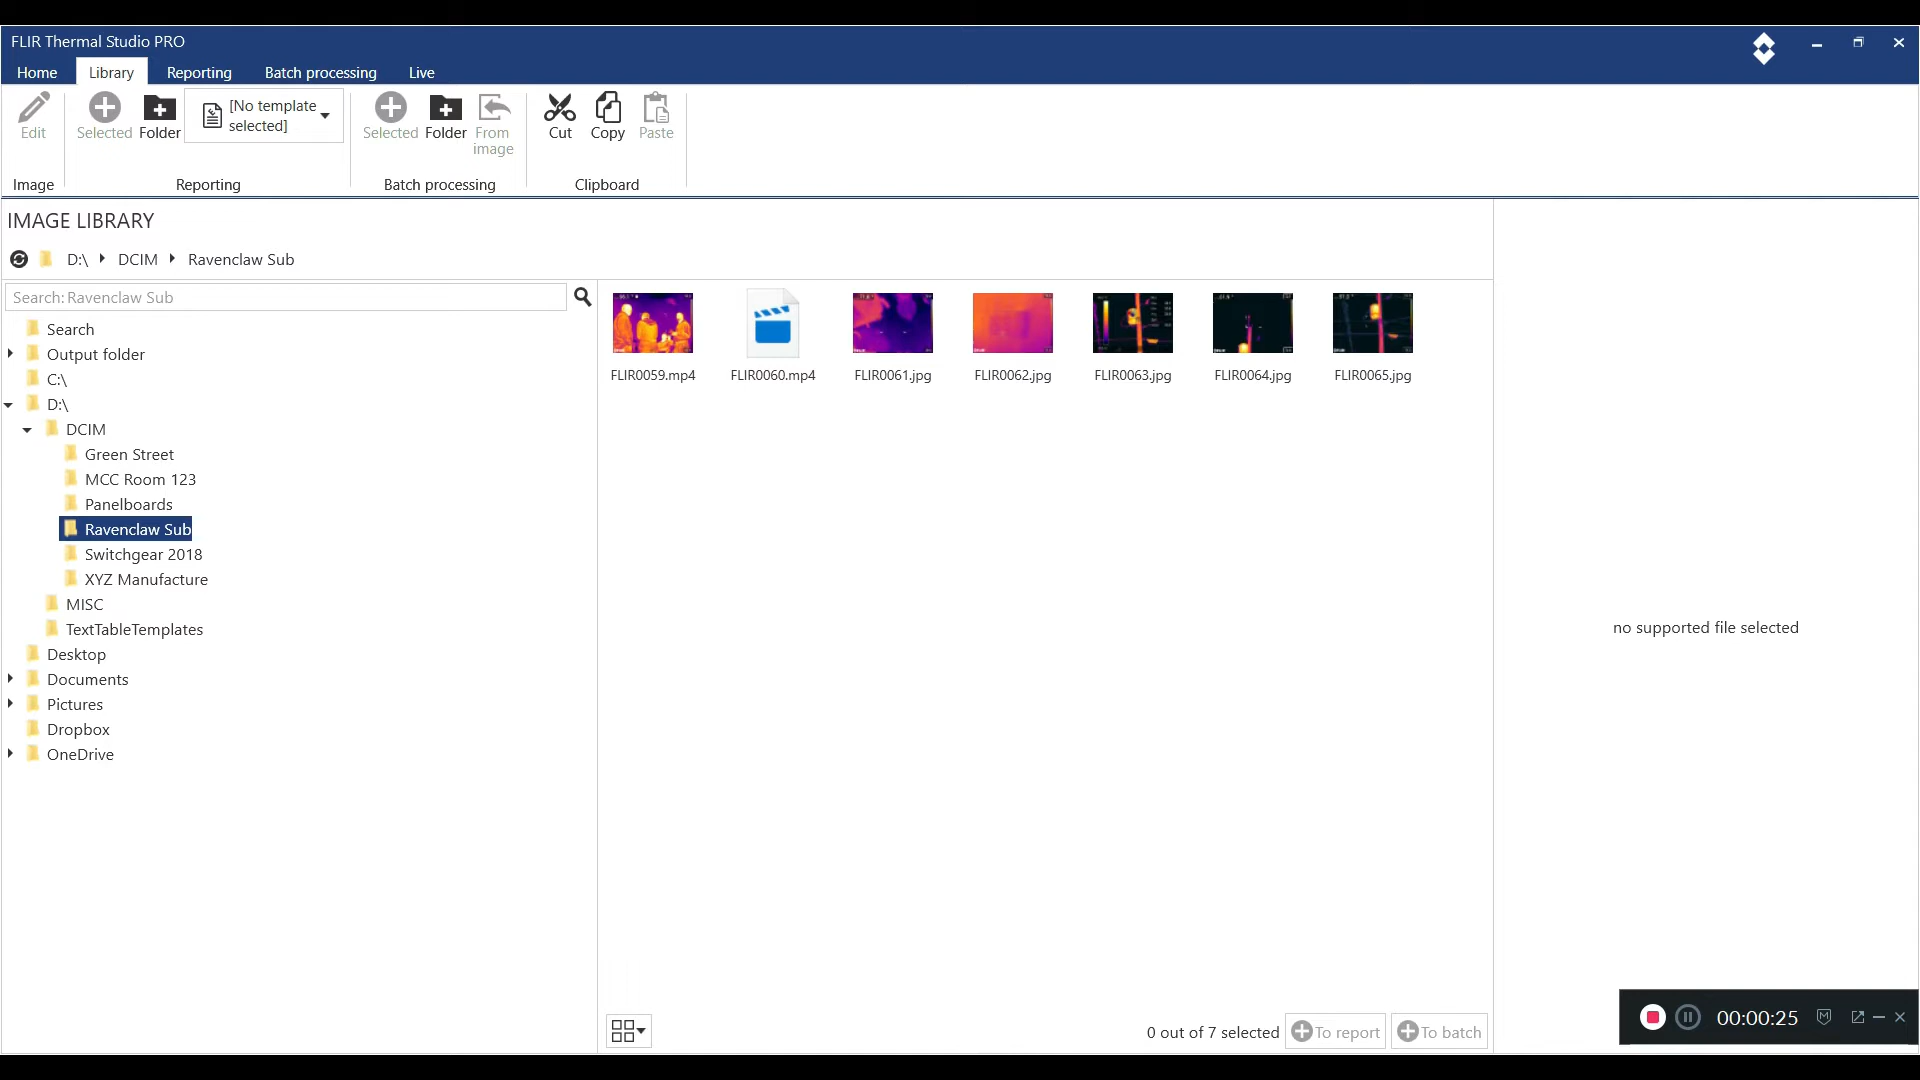 FLIR Thermal Studio PRO
Home Library Reporting Batch processing Live
Edit Selected Folder [No template selected] Selected Folder From image Cut Copy Paste
Image Reporting Batch processing Clipboard
IMAGE LIBRARY
D:\ DCIM Ravenclaw Sub
Search: Ravenclaw Sub
Search
Output folder
C:\
D:\
DCIM
Green Street
MCC Room 123
Panelboards
Ravenclaw Sub
Switchgear 2018
XYZ Manufacture
MISC
TextTableTemplates
Desktop
Documents
Pictures
Dropbox
OneDrive
FLIR0059.mp4 FLIR0060.mp4 FLIR0061.jpg FLIR0062.jpg FLIR0063.jpg FLIR0064.jpg FLIR0065.jpg
no supported file selected
0 out of 7 selected To report To batch
00:00:25